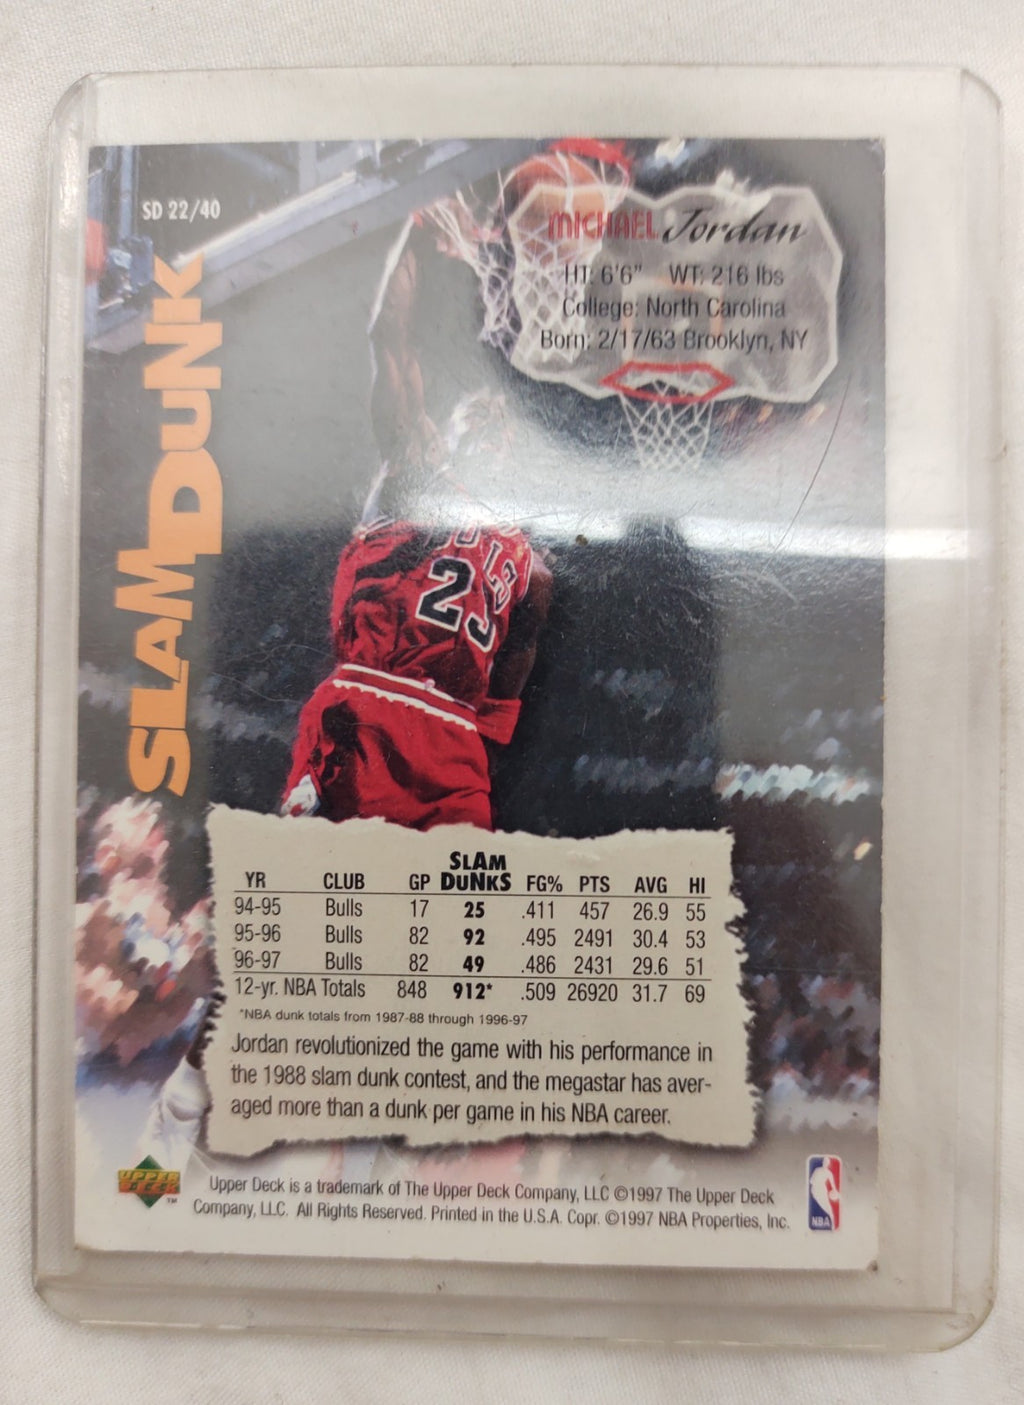 SD 22/40
MICHAEL Jordan
HT: 6'6" WT: 216 lbs
College: North Carolina
Born: 2/17/63 Brooklyn, NY
SLAM DUNK
23
YR CLUB GP SLAM DUNKS FG% PTS AVG HI
94-95 Bulls 17 25 .411 457 26.9 55
95-96 Bulls 82 92 .495 2491 30.4 53
96-97 Bulls 82 49 .486 2431 29.6 51
12-yr. NBA Totals 848 912* .509 26920 31.7 69
*NBA dunk totals from 1987-88 through 1996-97
Jordan revolutionized the game with his performance in
the 1988 slam dunk contest, and the megastar has aver-
aged more than a dunk per game in his NBA career.
UPPER DECK TM
Upper Deck is a trademark of The Upper Deck Company, LLC ©1997 The Upper Deck
Company, LLC. All Rights Reserved. Printed in the U.S.A. Copr. ©1997 NBA Properties, Inc.
NBA